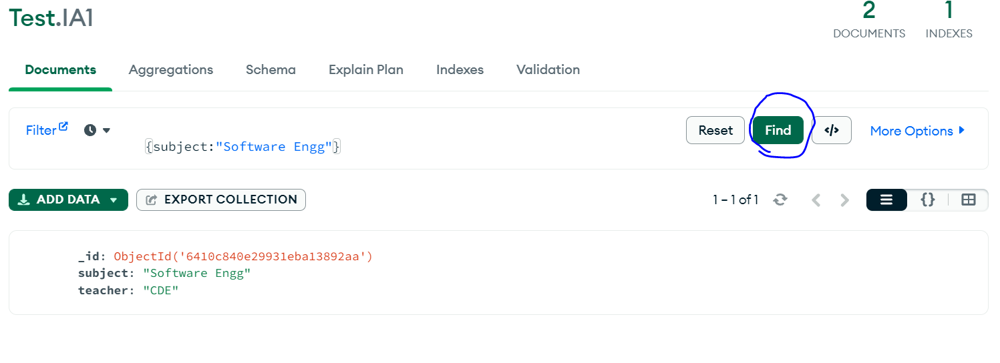 Test.IA1
2
DOCUMENTS
1
INDEXES
Documents
Aggregations
Schema
Explain Plan
Indexes
Validation
Filter
{subject:"Software Engg"}
Reset
Find
</>
More Options
ADD DATA
EXPORT COLLECTION
1 – 1 of 1
{}
_id: ObjectId('6410c840e29931eba13892aa')
subject: "Software Engg"
teacher: "CDE"